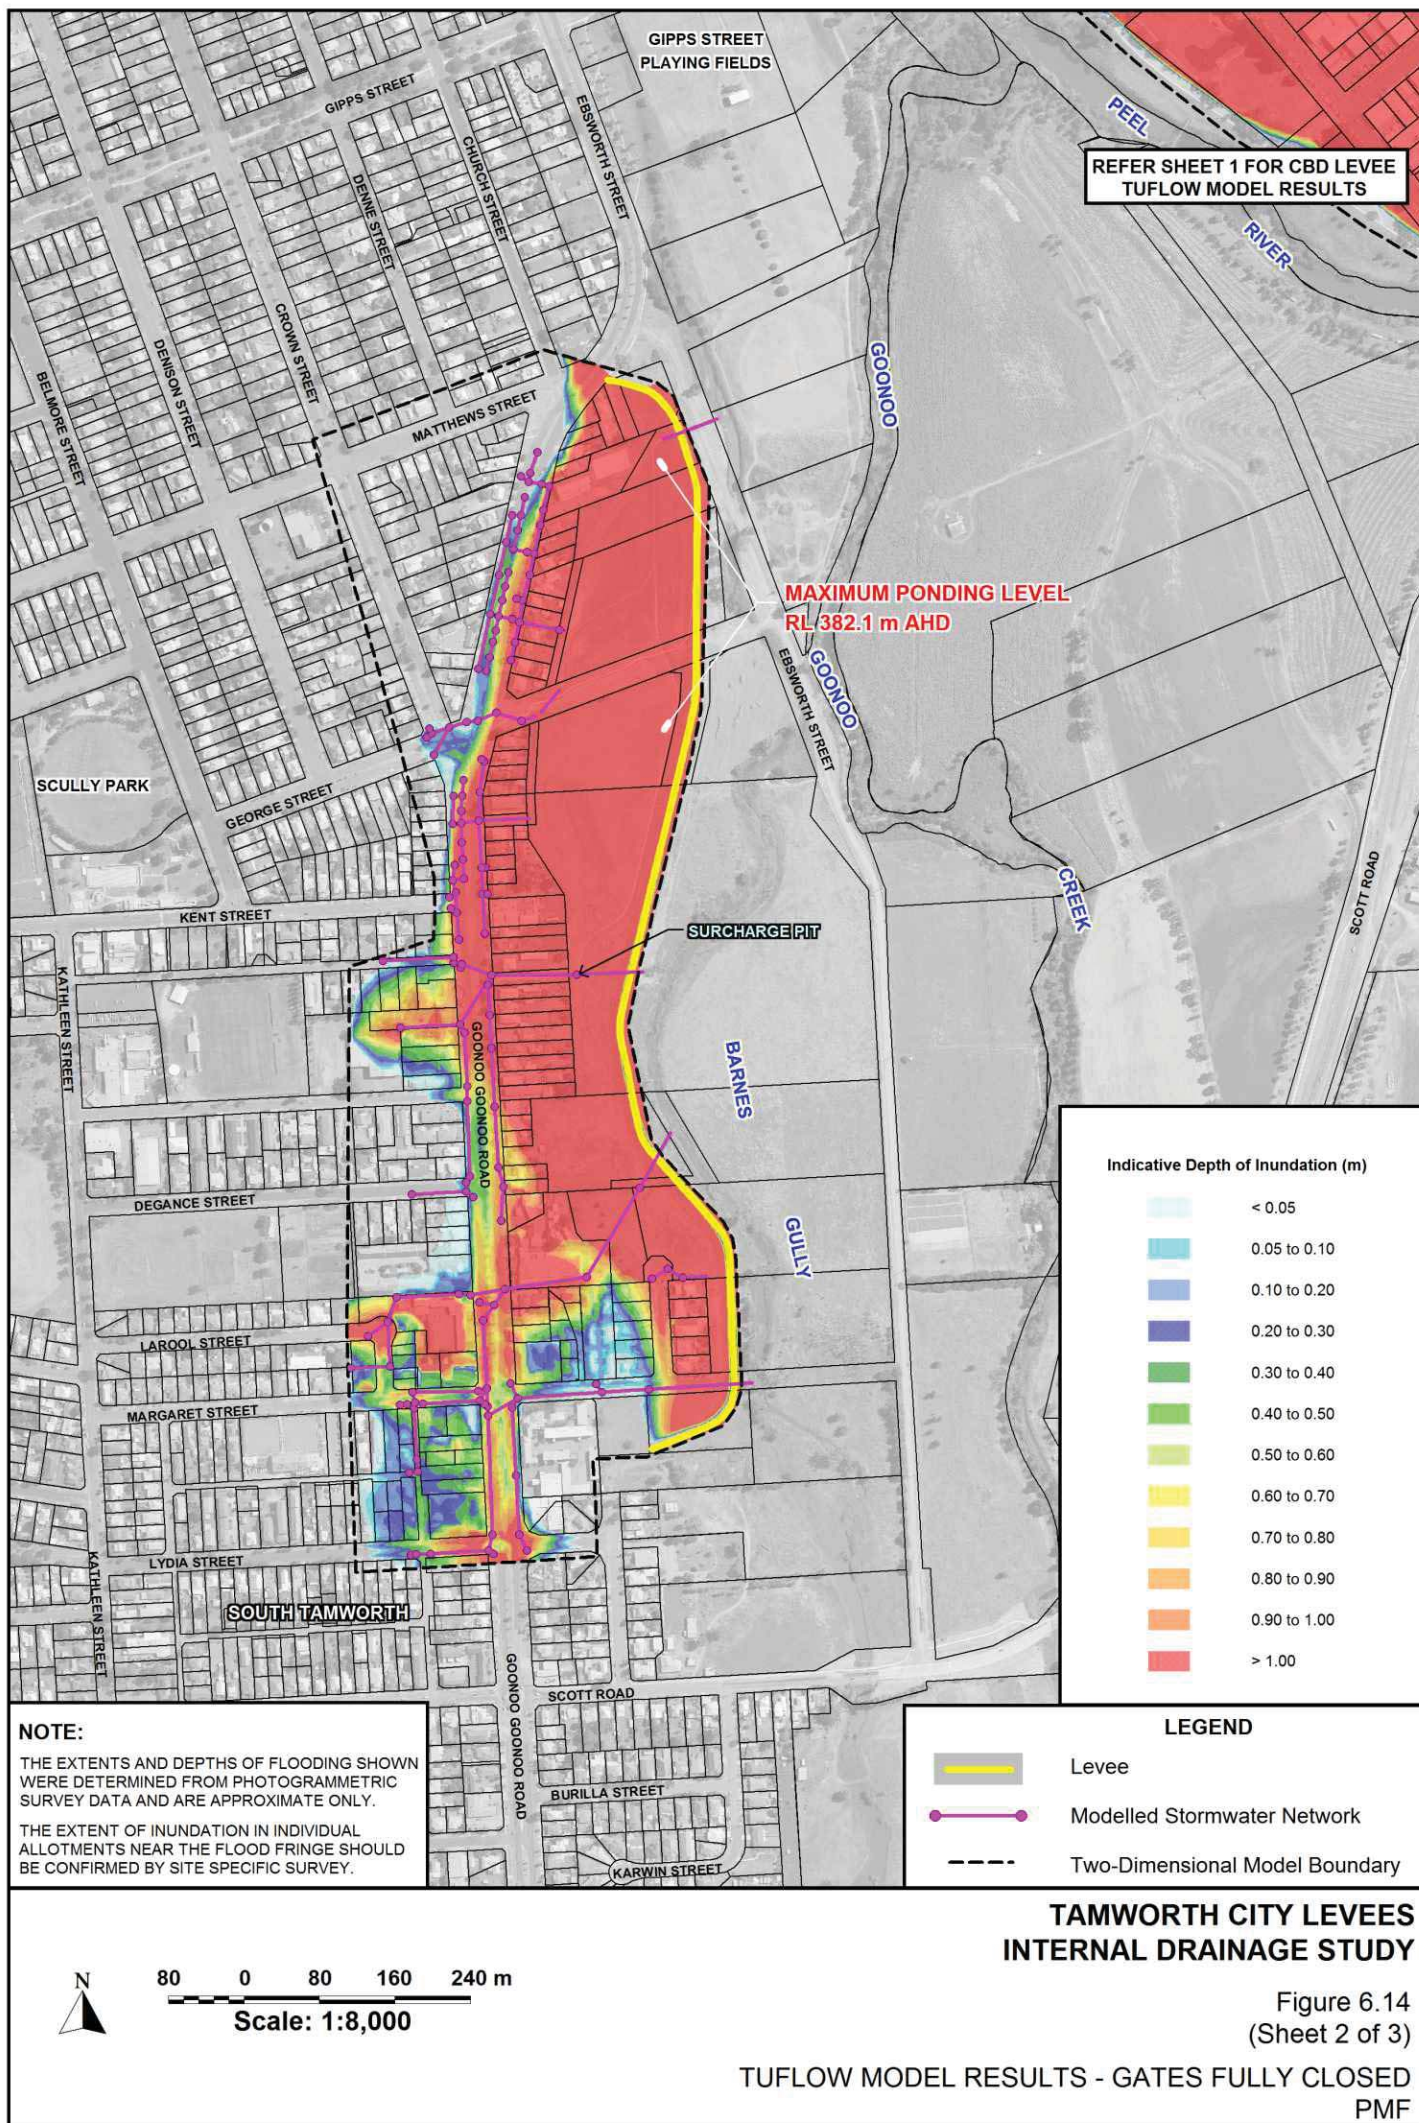 GIPPS STREET
PLAYING FIELDS
GIPPS STREET
EBSWORTH STREET
CHURCH STREET
DENNE STREET
PEEL
RIVER
REFER SHEET 1 FOR CBD LEVEE
TUFLOW MODEL RESULTS
CROWN STREET
DENISON STREET
BELMORE STREET
MATTHEWS STREET
GOONOO
MAXIMUM PONDING LEVEL
RL 382.1 m AHD
GOONOO
EBSWORTH STREET
SCULLY PARK
GEORGE STREET
CREEK
SCOTT ROAD
KENT STREET
SURCHARGE PIT
KATHLEEN STREET
GOONOO GOONOO ROAD
BARNES
GULLY
DEGANCE STREET
LAROOL STREET
MARGARET STREET
LYDIA STREET
KATHLEEN STREET
SOUTH TAMWORTH
GOONOO GOONOO ROAD
SCOTT ROAD
BURILLA STREET
KARWIN STREET
Indicative Depth of Inundation (m)
< 0.05
0.05 to 0.10
0.10 to 0.20
0.20 to 0.30
0.30 to 0.40
0.40 to 0.50
0.50 to 0.60
0.60 to 0.70
0.70 to 0.80
0.80 to 0.90
0.90 to 1.00
> 1.00
NOTE:
THE EXTENTS AND DEPTHS OF FLOODING SHOWN
WERE DETERMINED FROM PHOTOGRAMMETRIC
SURVEY DATA AND ARE APPROXIMATE ONLY.
THE EXTENT OF INUNDATION IN INDIVIDUAL
ALLOTMENTS NEAR THE FLOOD FRINGE SHOULD
BE CONFIRMED BY SITE SPECIFIC SURVEY.
LEGEND
Levee
Modelled Stormwater Network
Two-Dimensional Model Boundary
N
80 0 80 160 240 m
Scale: 1:8,000
TAMWORTH CITY LEVEES
INTERNAL DRAINAGE STUDY
Figure 6.14
(Sheet 2 of 3)
TUFLOW MODEL RESULTS - GATES FULLY CLOSED
PMF